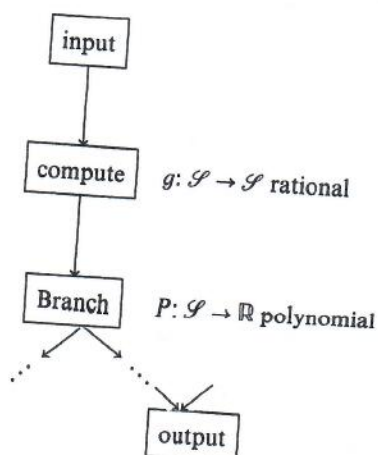 input
compute g: 𝒮 → 𝒮 rational
Branch P: 𝒮 → ℝ polynomial
output